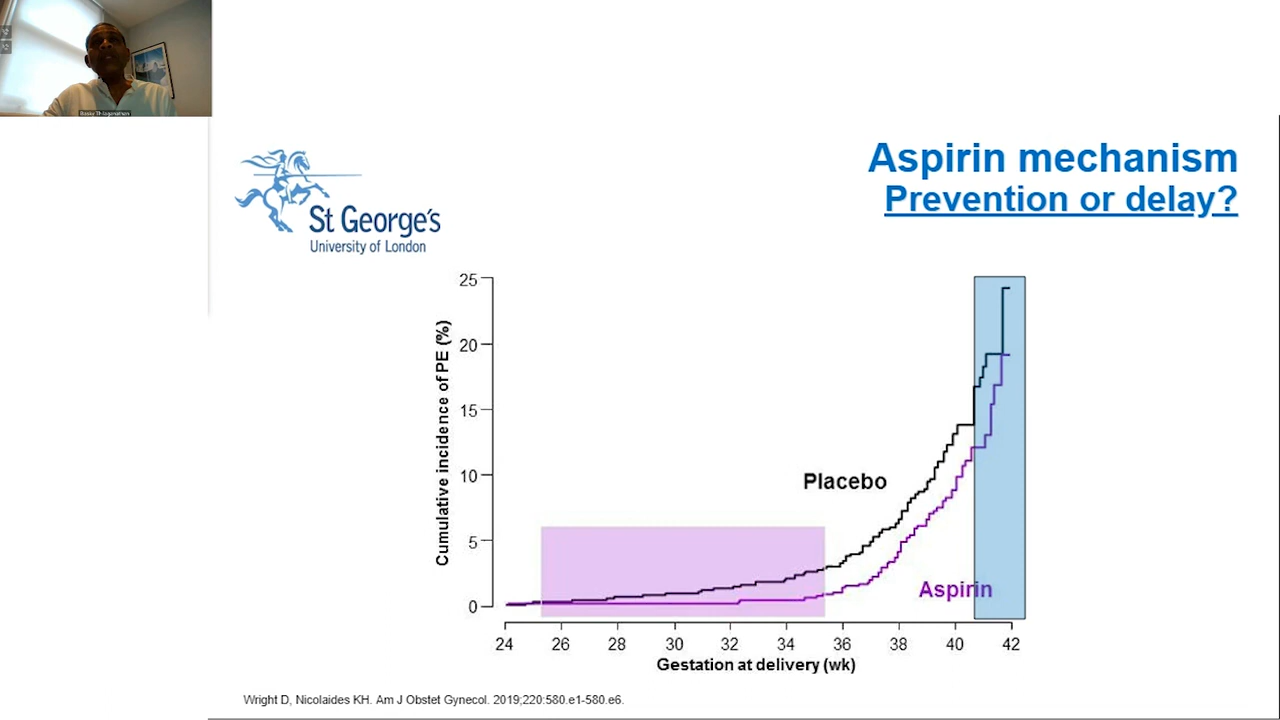 Aspirin mechanism
Prevention or delay?
St George's
University of London
25
20
15
10
5
0
Cumulative incidence of PE (%)
Placebo
Aspirin
24 26 28 30 32 34 36 38 40 42
Gestation at delivery (wk)
Wright D, Nicolaides KH. Am J Obstet Gynecol. 2019;220:580.e1-580.e6.